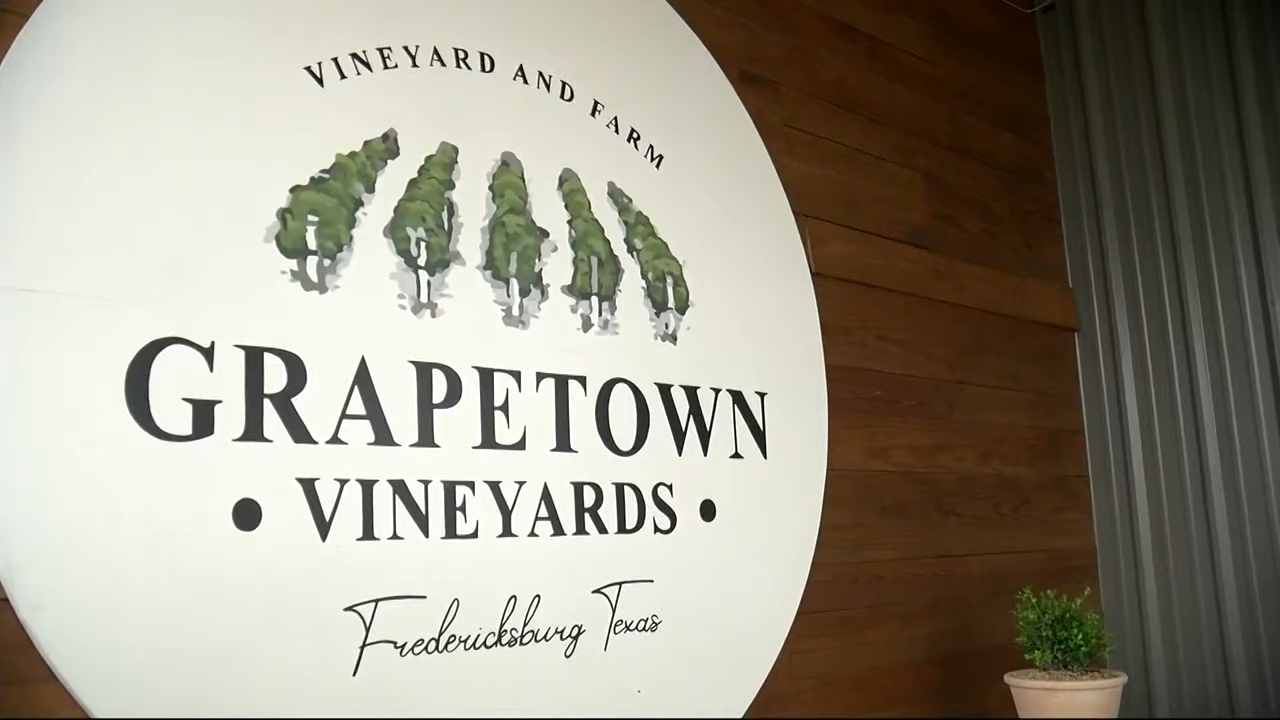 VINEYARD AND FARM
GRAPETOWN
• VINEYARDS •
Fredericksburg Texas